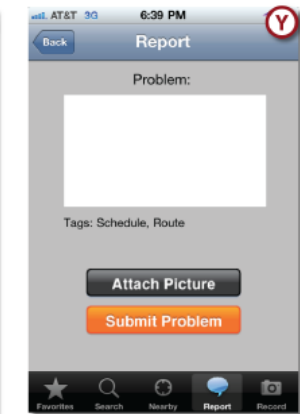 AT&T 3G 6:39 PM
Y
Back Report
Problem:
Tags: Schedule, Route
Attach Picture
Submit Problem
Favorites Search Nearby Report Record